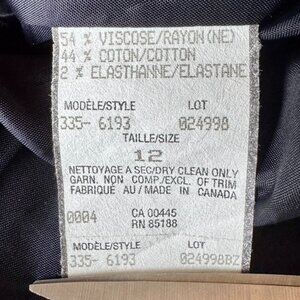 54 % VISCOSE/RAYON(NE)
44 % COTON/COTTON
2 % ELASTHANNE/ELASTANE
MODÈLE/STYLE LOT
335- 6193 024998
TAILLE/SIZE
12
NETTOYAGE A SEC/DRY CLEAN ONLY
GARN. NON COMP./EXCL. OF TRIM
FABRIQUÉ AU / MADE IN CANADA
0004 CA 00445
RN 85188
MODÈLE/STYLE LOT
335- 6193 024998BZ